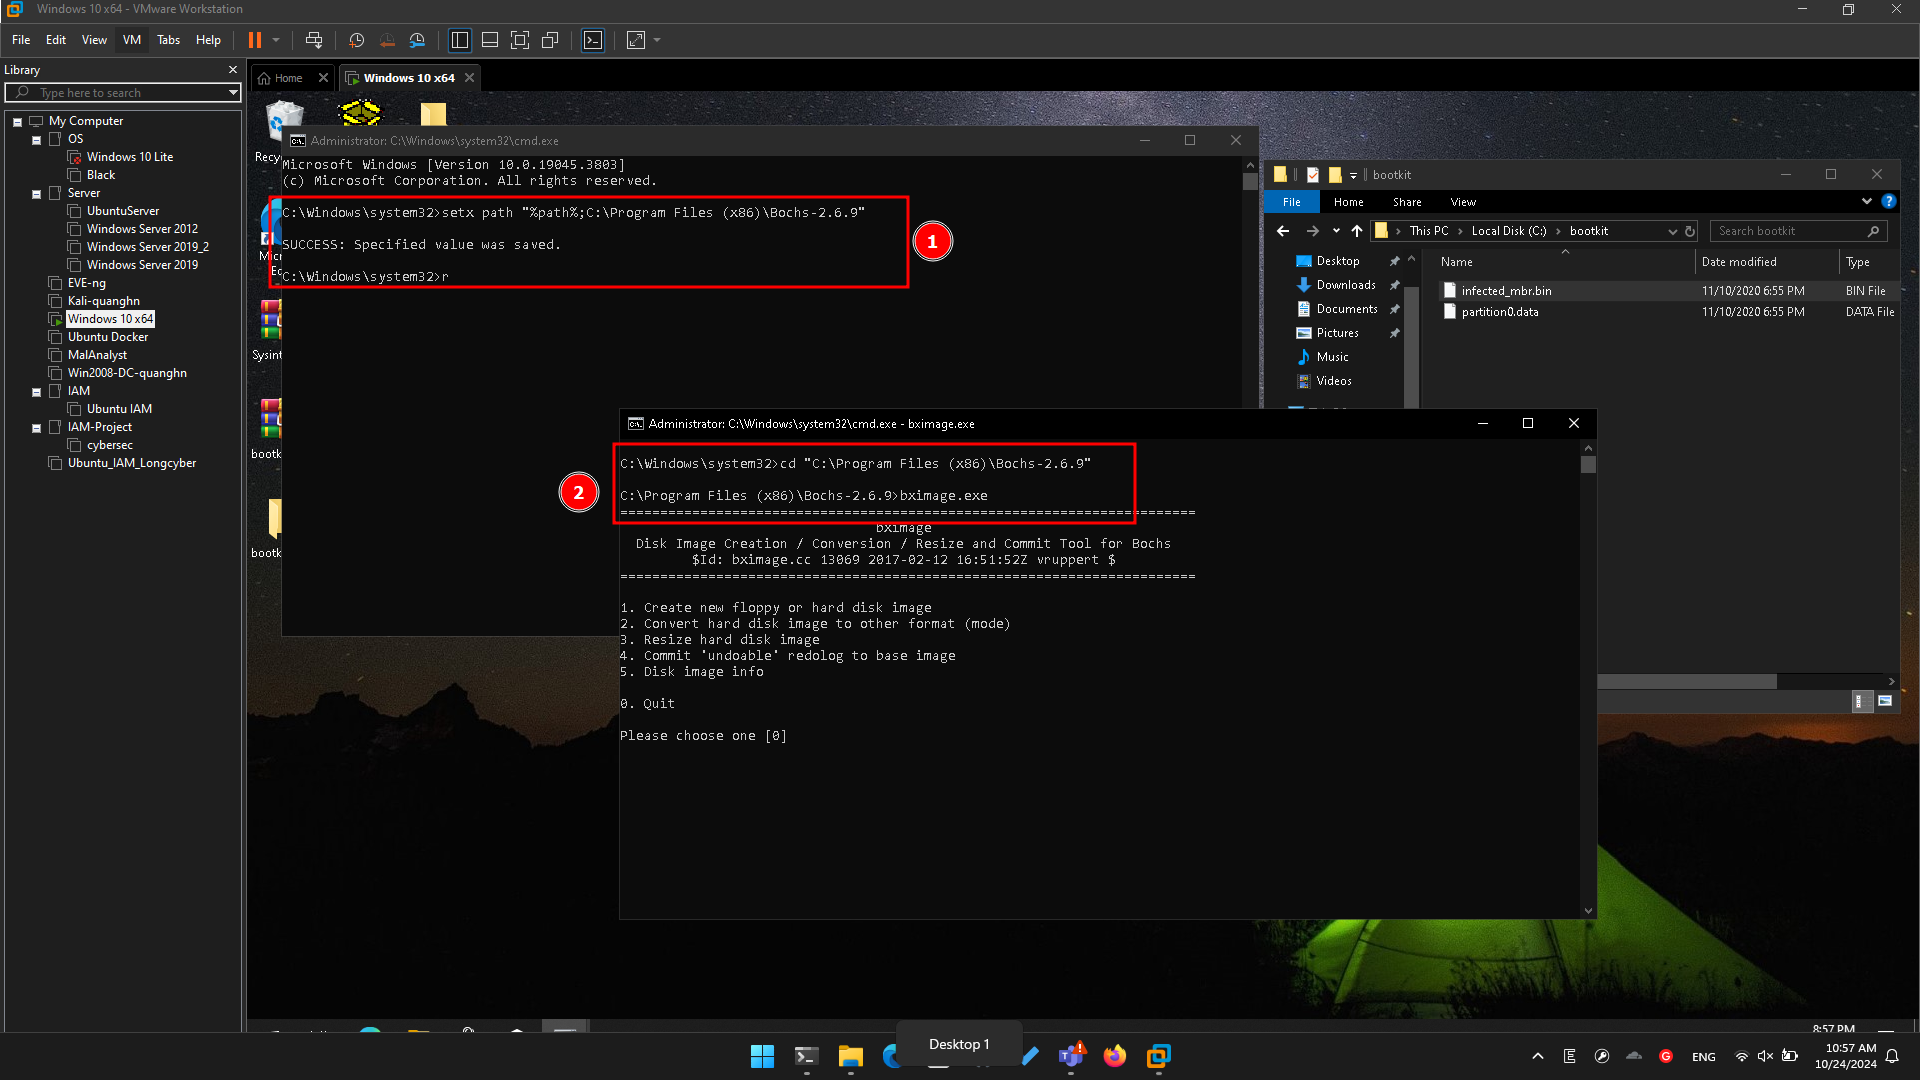 Windows 10 x64 - VMware Workstation
File Edit View VM Tabs Help
Library
Type here to search
My Computer
OS
Windows 10 Lite
Black
Server
UbuntuServer
Windows Server 2012
Windows Server 2019_2
Windows Server 2019
EVE-ng
Kali-quanghn
Windows 10 x64
Ubuntu Docker
MalAnalyst
Win2008-DC-quanghn
IAM
Ubuntu IAM
IAM-Project
cybersec
Ubuntu_IAM_Longcyber
Home
Windows 10 x64
Recyc
Micr
Ed
Sysint
booti
booti
Administrator: C:\Windows\system32\cmd.exe
Microsoft Windows [Version 10.0.19045.3803]
(c) Microsoft Corporation. All rights reserved.
C:\Windows\system32>setx path "%path%;C:\Program Files (x86)\Bochs-2.6.9"
SUCCESS: Specified value was saved.
C:\Windows\system32>r
1
bootkit
File Home Share View
This PC > Local Disk (C:) > bootkit
Search bootkit
Desktop
Downloads
Documents
Pictures
Music
Videos
Name Date modified Type
infected_mbr.bin 11/10/2020 6:55 PM BIN File
partition0.data 11/10/2020 6:55 PM DATA File
Administrator: C:\Windows\system32\cmd.exe - bximage.exe
2
C:\Windows\system32>cd "C:\Program Files (x86)\Bochs-2.6.9"
C:\Program Files (x86)\Bochs-2.6.9>bximage.exe
========================================================================
bximage
Disk Image Creation / Conversion / Resize and Commit Tool for Bochs
$Id: bximage.cc 13069 2017-02-12 16:51:52Z vruppert $
========================================================================
1. Create new floppy or hard disk image
2. Convert hard disk image to other format (mode)
3. Resize hard disk image
4. Commit 'undoable' redolog to base image
5. Disk image info
0. Quit
Please choose one [0]
8:57 PM
Desktop 1
ENG
10:57 AM
10/24/2024